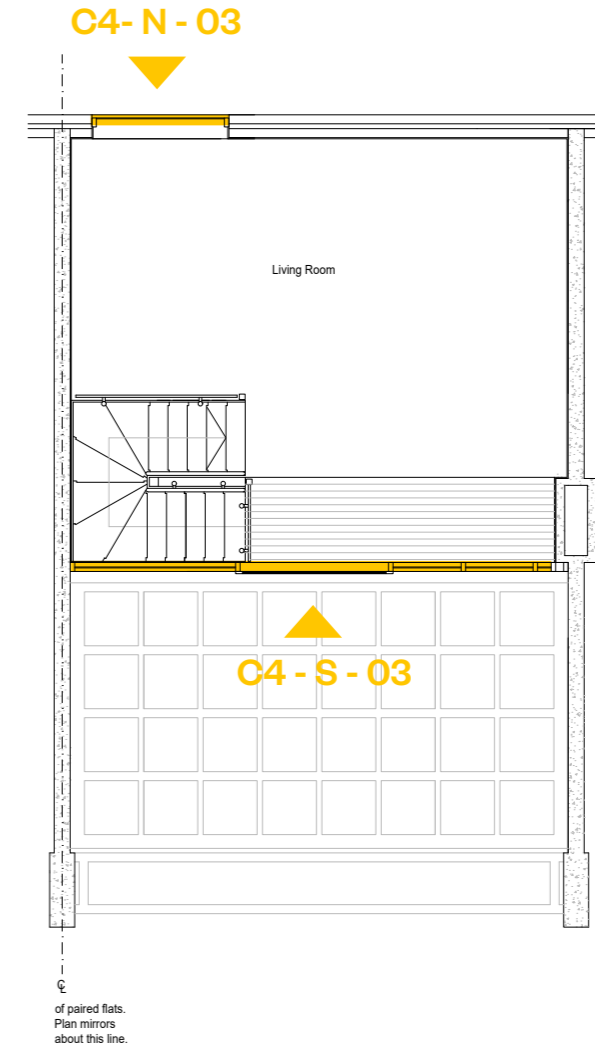 C4- N - 03
Living Room
C4 - S - 03
℄
of paired flats.
Plan mirrors
about this line.